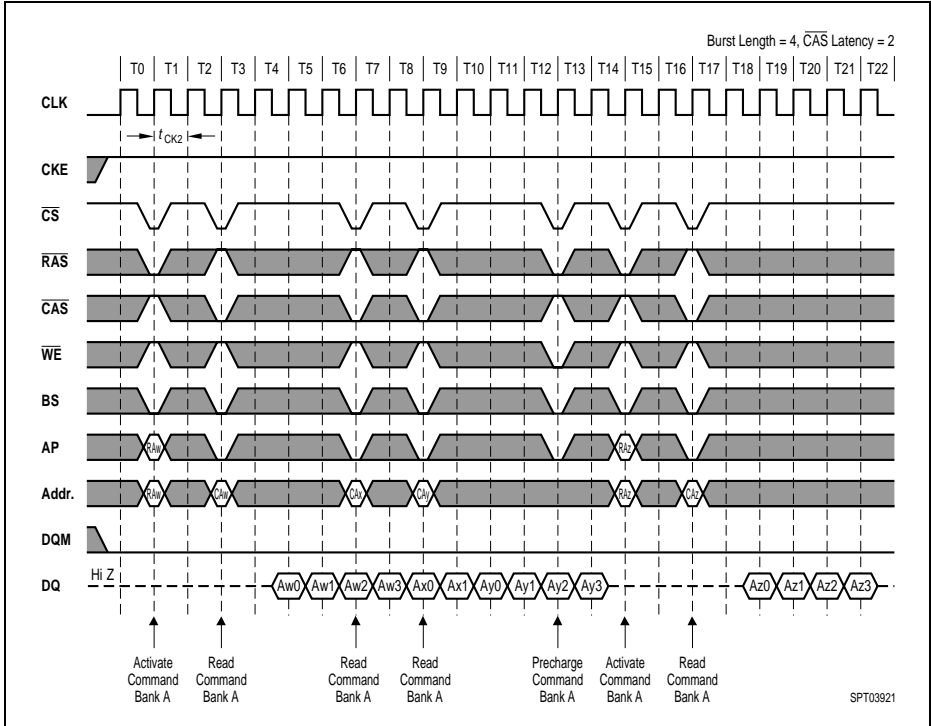 Burst Length = 4, CAS Latency = 2
T0 T1 T2 T3 T4 T5 T6 T7 T8 T9 T10 T11 T12 T13 T14 T15 T16 T17 T18 T19 T20 T21 T22
CLK
tCK2
CKE
CS
RAS
CAS
WE
BS
AP RAw RAz
Addr. RAw CAw CAx CAy RAz CAz
DQM
DQ Hi Z Aw0 Aw1 Aw2 Aw3 Ax0 Ax1 Ay0 Ay1 Ay2 Ay3 Az0 Az1 Az2 Az3
Activate Read Read Read Precharge Activate Read
Command Command Command Command Command Command Command
Bank A Bank A Bank A Bank A Bank A Bank A Bank A
SPT03921